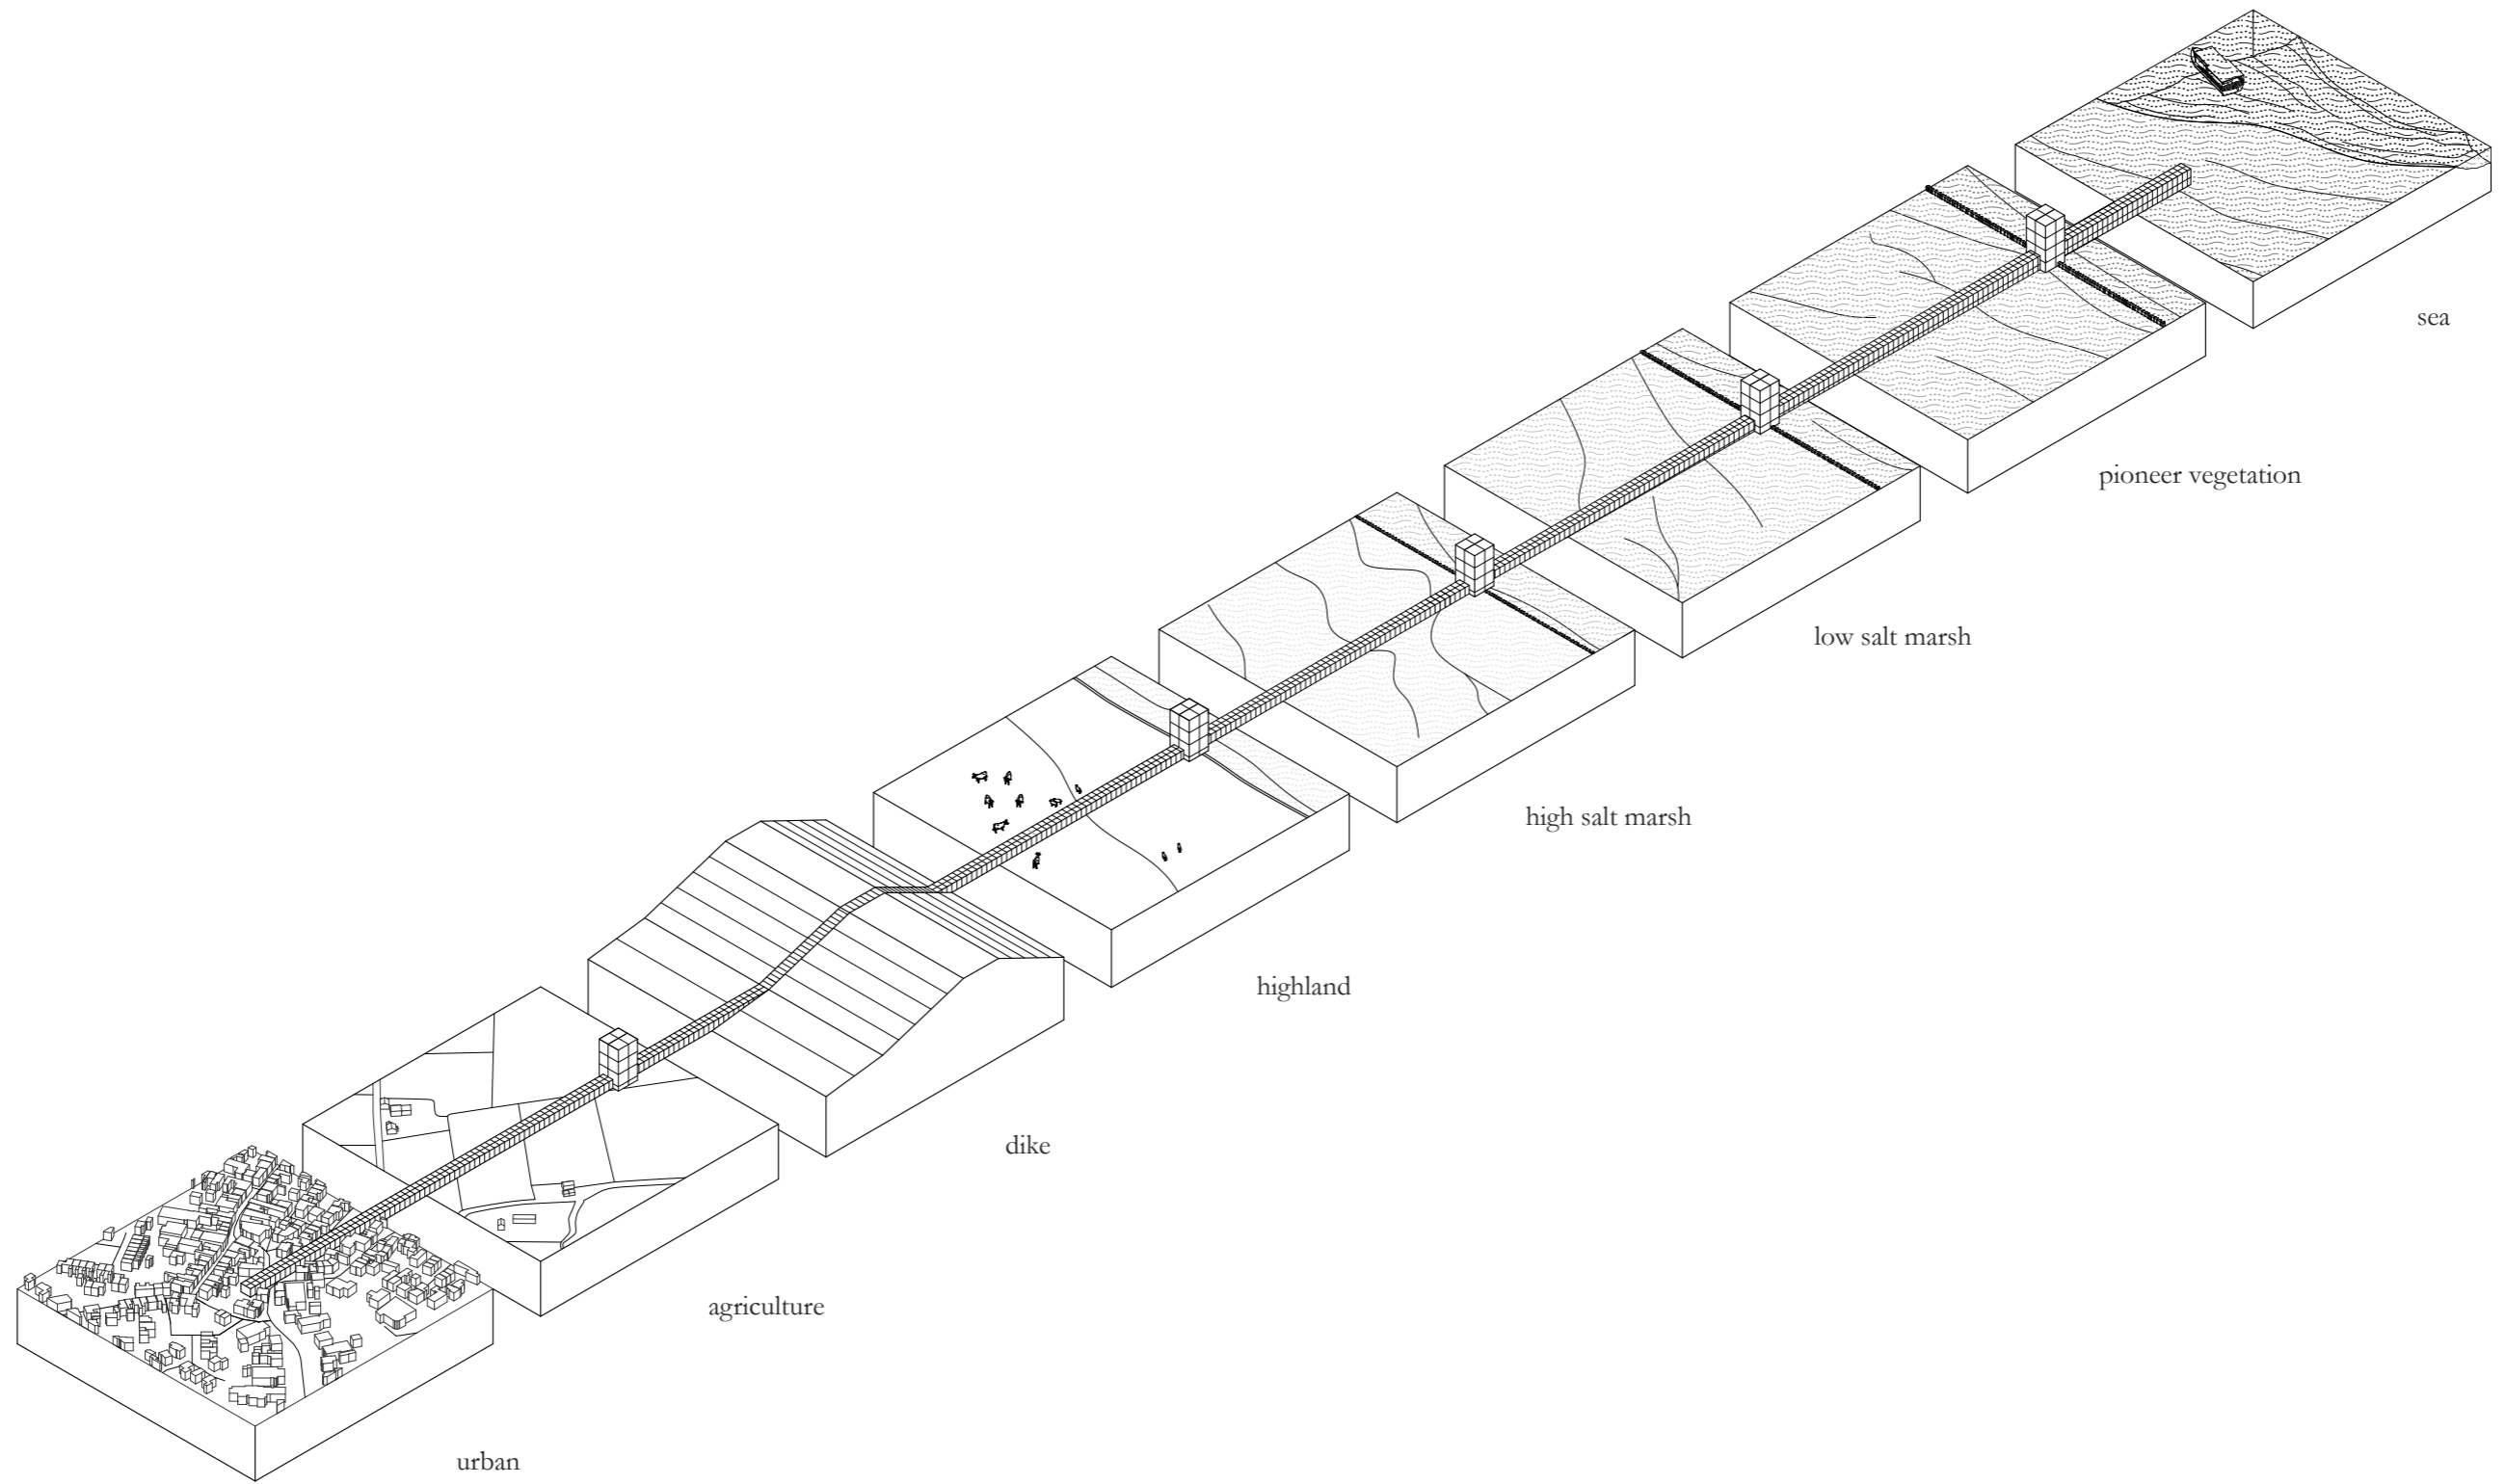 sea
pioneer vegetation
low salt marsh
high salt marsh
highland
dike
agriculture
urban